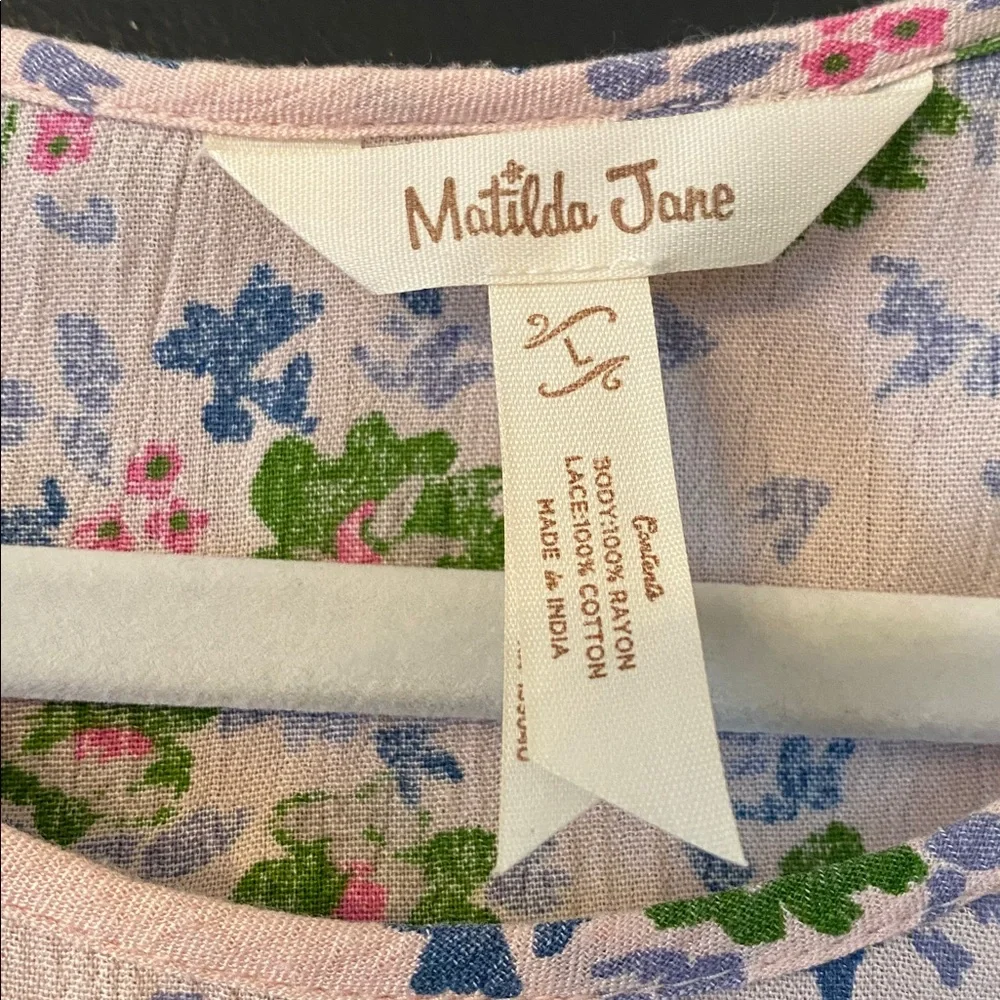 Matilda Jane
L
Contents
BODY:100% RAYON
LACE:100% COTTON
MADE in INDIA